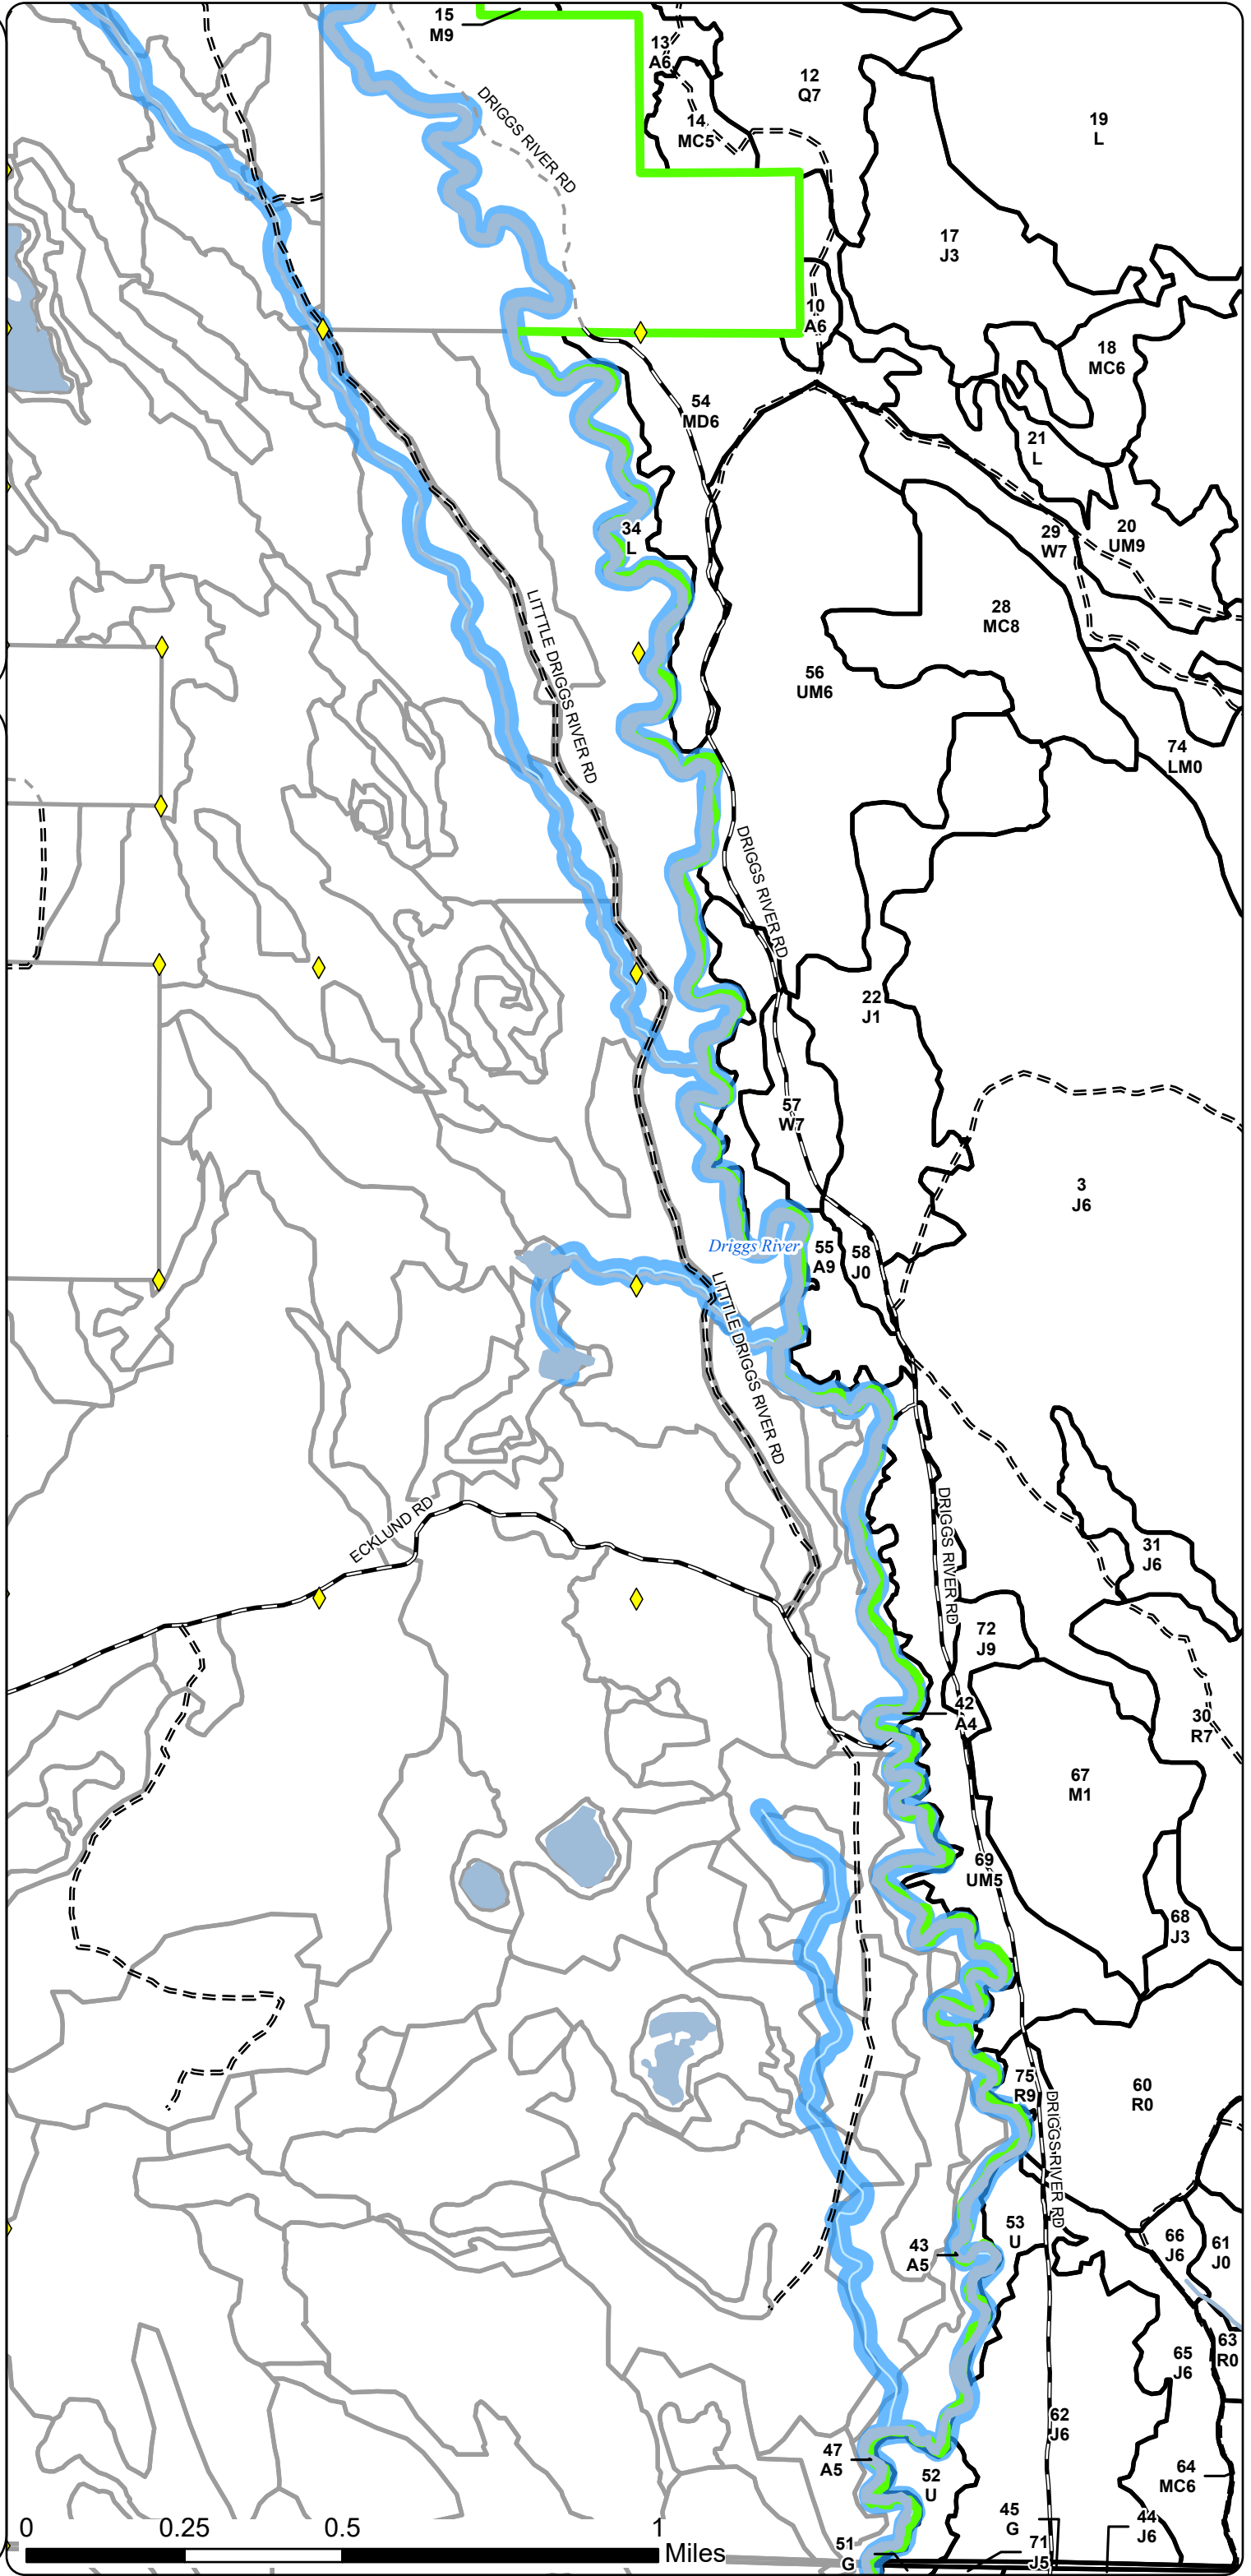 15
M9
13
A6
12
Q7
14
MC5
19
L
DRIGGS RIVER RD
17
J3
10
A6
18
MC6
54
MD6
21
L
34
L
29
W7
20
UM9
28
MC8
LITTTLE DRIGGS RIVER RD
56
UM6
74
LM0
DRIGGS RIVER RD
22
J1
57
W7
3
J6
Driggs River
55
A9
58
J0
LITTTLE DRIGGS RIVER RD
ECKLUND RD
DRIGGS RIVER RD
31
J6
72
J9
42
A4
30
R7
67
M1
69
UM5
68
J3
75
R9
60
R0
DRIGGS RIVER RD
53
U
43
A5
66
J6
61
J0
63
R0
65
J6
62
J6
47
A5
52
U
64
MC6
45
G
44
J6
51
G
71
J5
0 0.25 0.5 1
Miles